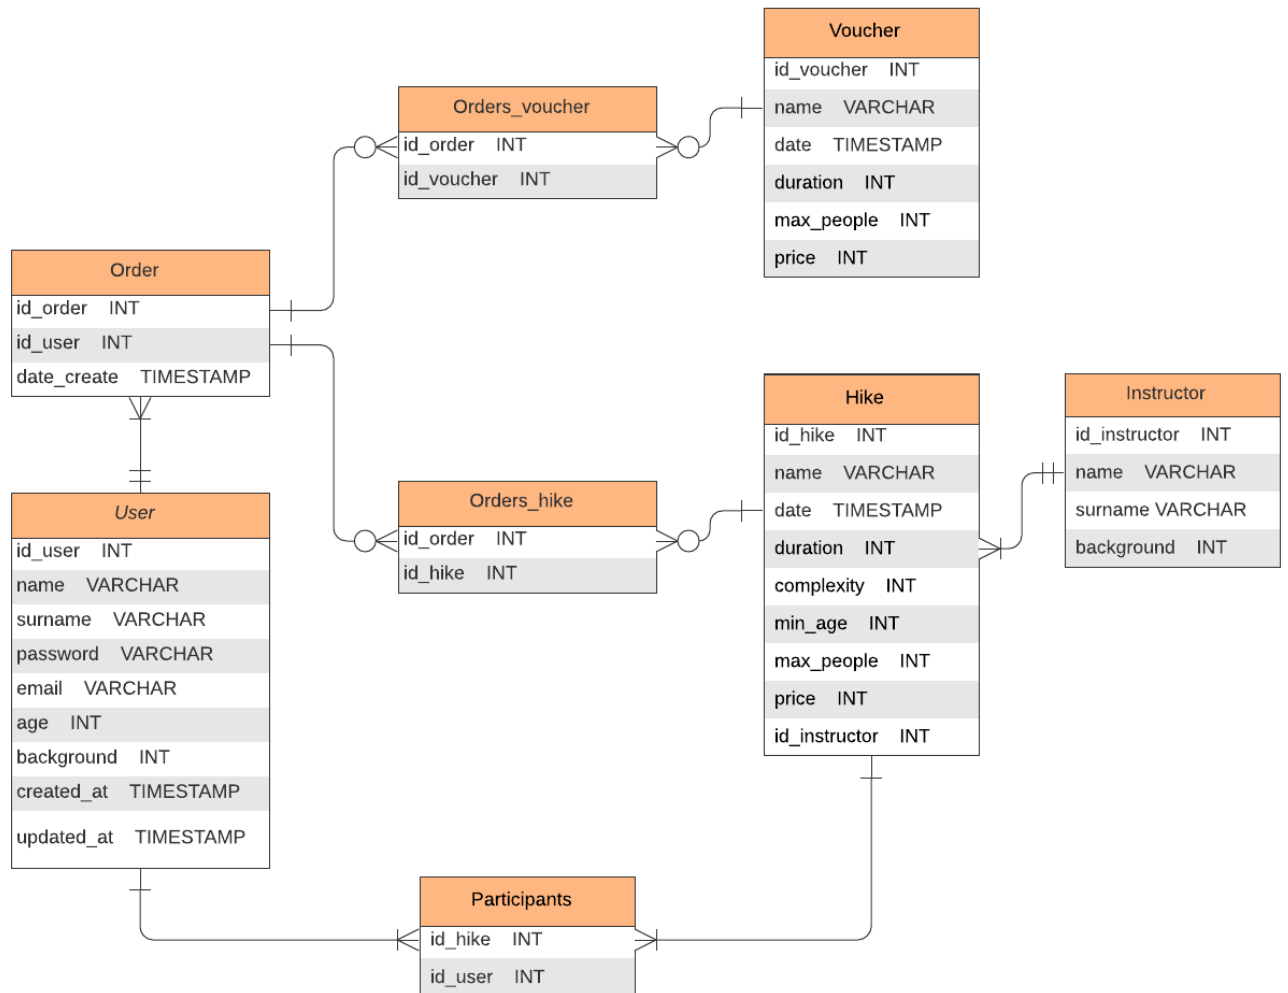 Voucher
id_voucher INT
name VARCHAR
date TIMESTAMP
duration INT
max_people INT
price INT
Orders_voucher
id_order INT
id_voucher INT
Order
id_order INT
id_user INT
date_create TIMESTAMP
Hike
id_hike INT
name VARCHAR
date TIMESTAMP
duration INT
complexity INT
min_age INT
max_people INT
price INT
id_instructor INT
Instructor
id_instructor INT
name VARCHAR
surname VARCHAR
background INT
Orders_hike
id_order INT
id_hike INT
User
id_user INT
name VARCHAR
surname VARCHAR
password VARCHAR
email VARCHAR
age INT
background INT
created_at TIMESTAMP
updated_at TIMESTAMP
Participants
id_hike INT
id_user INT